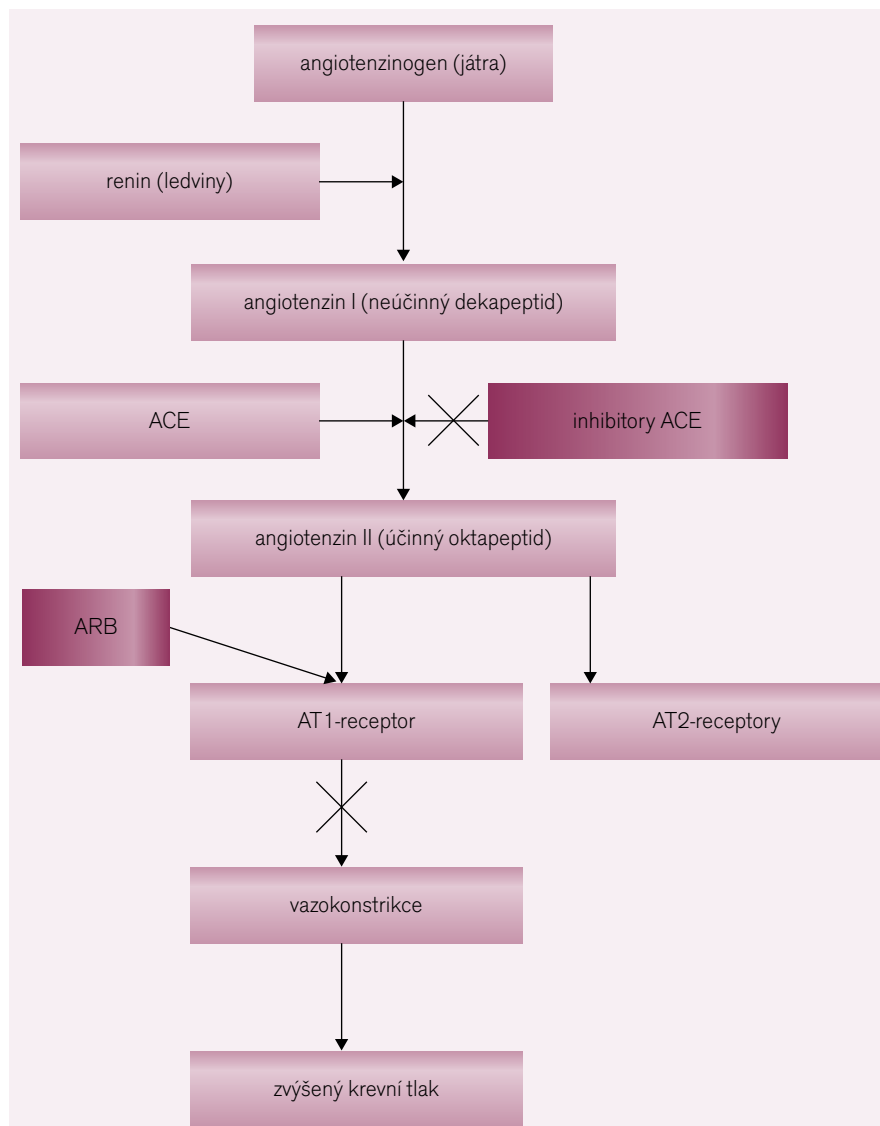 angiotenzinogen (játra)
renin (ledviny)
angiotenzin I (neúčinný dekapeptid)
ACE
inhibitory ACE
angiotenzin II (účinný oktapeptid)
ARB
AT1-receptor
AT2-receptory
vazokonstrikce
zvýšený krevní tlak